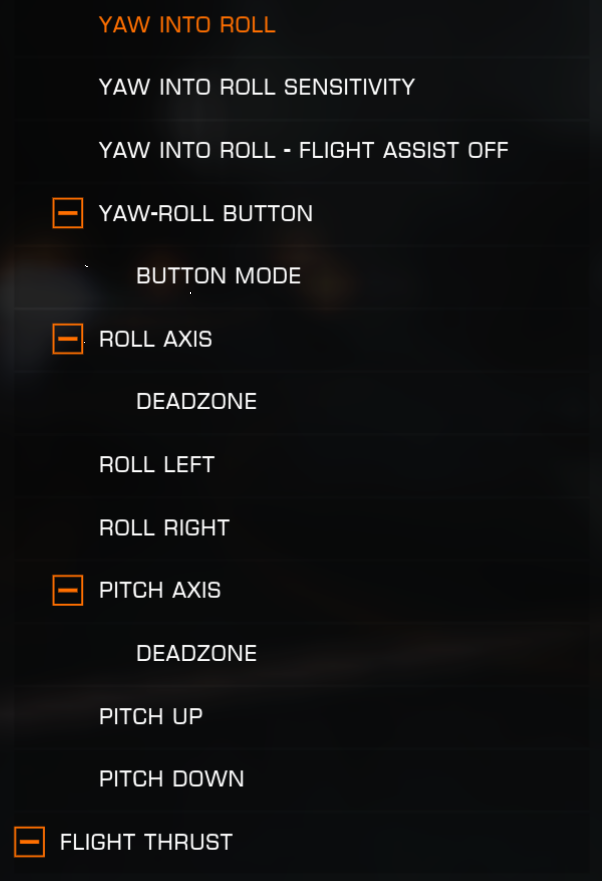 YAW INTO ROLL
YAW INTO ROLL SENSITIVITY
YAW INTO ROLL - FLIGHT ASSIST OFF
YAW-ROLL BUTTON
BUTTON MODE
ROLL AXIS
DEADZONE
ROLL LEFT
ROLL RIGHT
PITCH AXIS
DEADZONE
PITCH UP
PITCH DOWN
FLIGHT THRUST